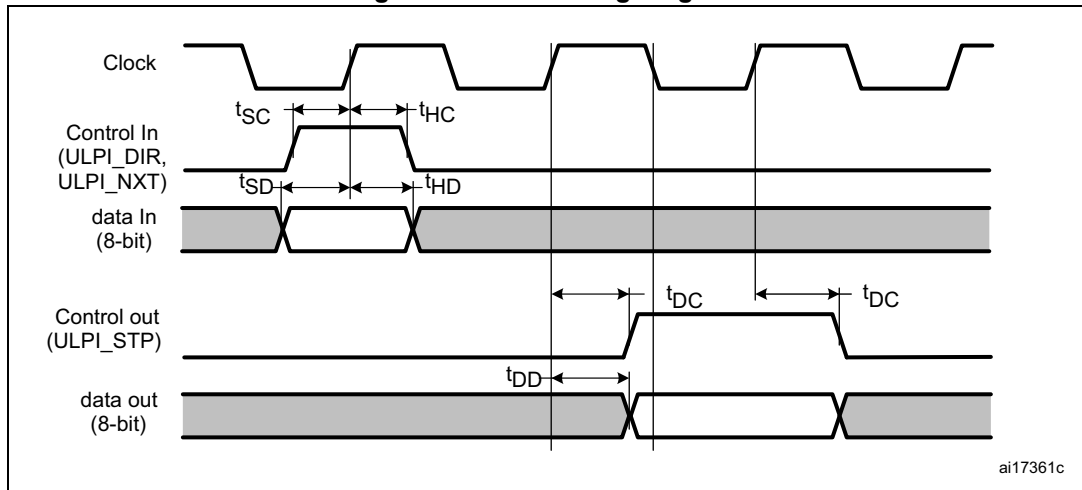 Clock
tSC
tHC
Control In
(ULPI_DIR,
ULPI_NXT)
tSD
tHD
data In
(8-bit)
tDC
tDC
Control out
(ULPI_STP)
tDD
data out
(8-bit)
ai17361c